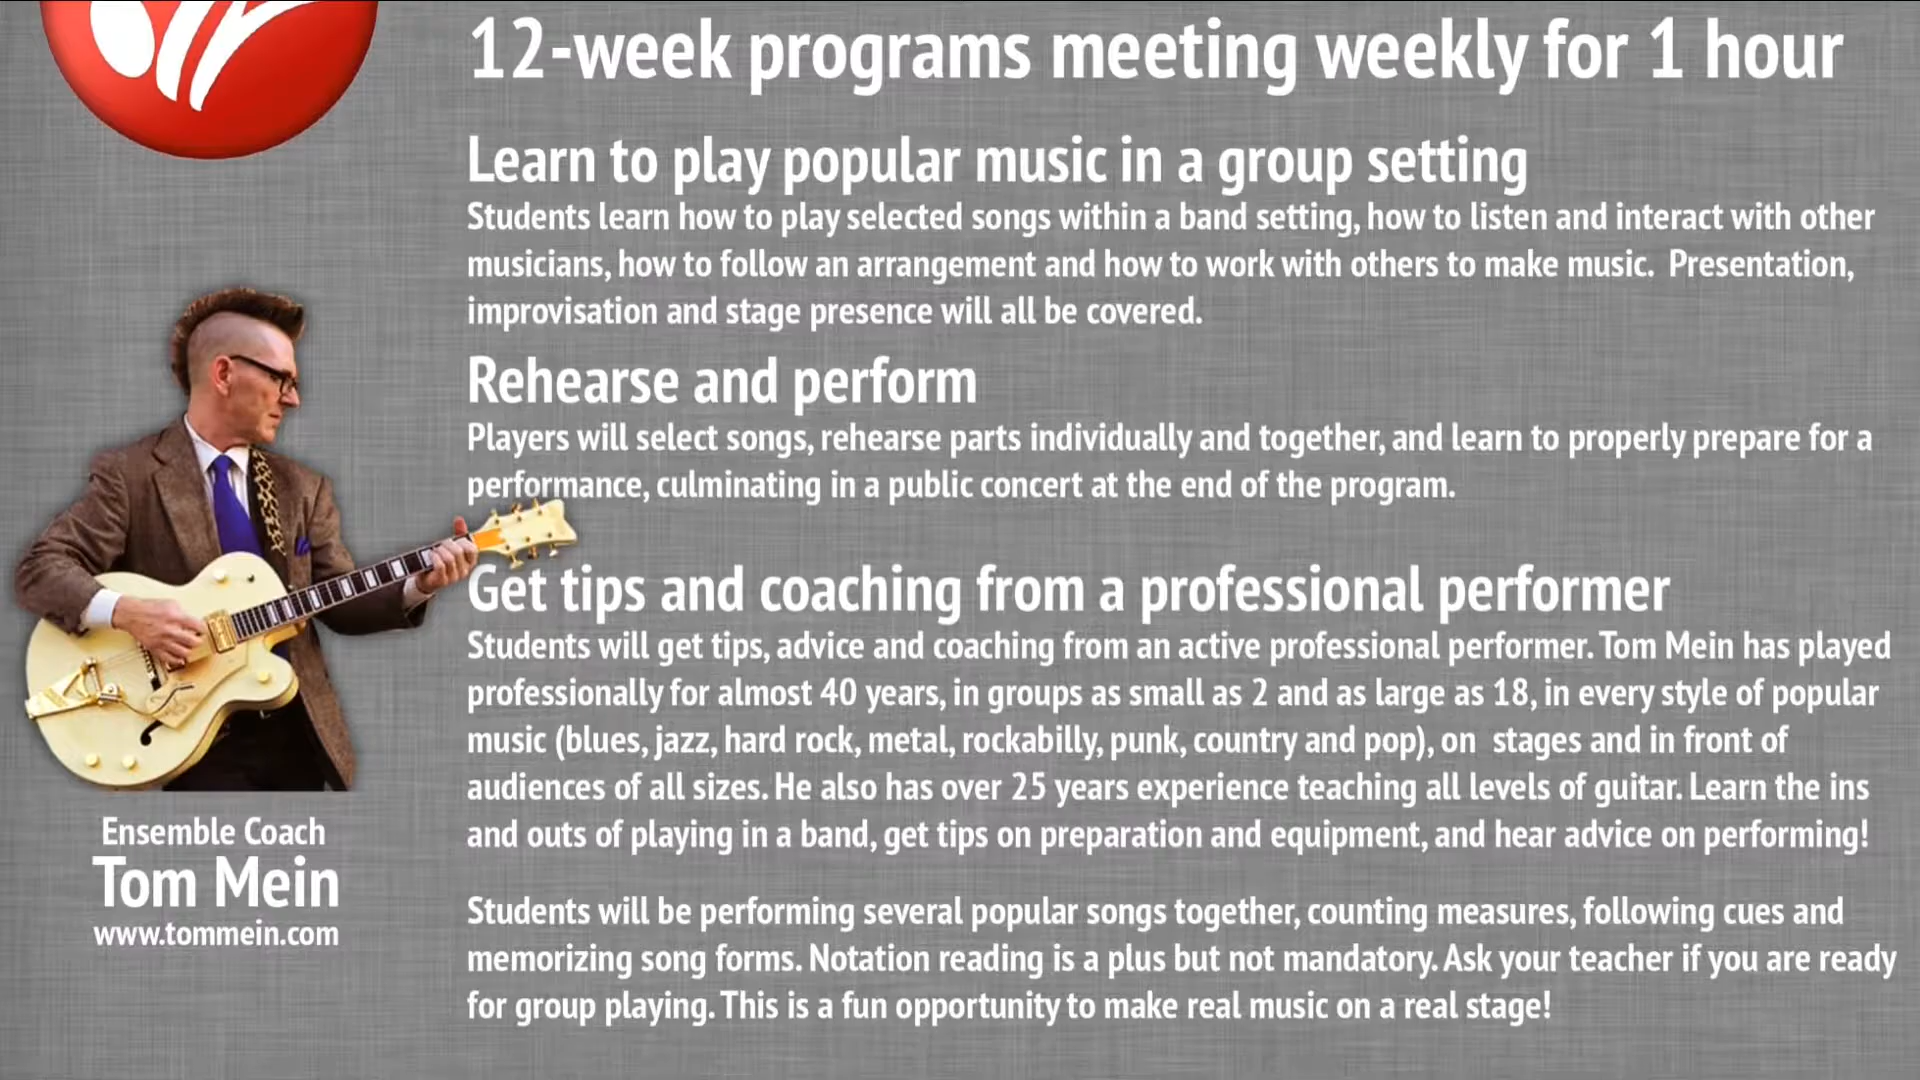 12-week programs meeting weekly for 1 hour
Learn to play popular music in a group setting
Students learn how to play selected songs within a band setting, how to listen and interact with other
musicians, how to follow an arrangement and how to work with others to make music. Presentation,
improvisation and stage presence will all be covered.
Rehearse and perform
Players will select songs, rehearse parts individually and together, and learn to properly prepare for a
performance, culminating in a public concert at the end of the program.
Get tips and coaching from a professional performer
Students will get tips, advice and coaching from an active professional performer. Tom Mein has played
professionally for almost 40 years, in groups as small as 2 and as large as 18, in every style of popular
music (blues, jazz, hard rock, metal, rockabilly, punk, country and pop), on stages and in front of
audiences of all sizes. He also has over 25 years experience teaching all levels of guitar. Learn the ins
and outs of playing in a band, get tips on preparation and equipment, and hear advice on performing!
Students will be performing several popular songs together, counting measures, following cues and
memorizing song forms. Notation reading is a plus but not mandatory. Ask your teacher if you are ready
for group playing. This is a fun opportunity to make real music on a real stage!
Ensemble Coach
Tom Mein
www.tommein.com